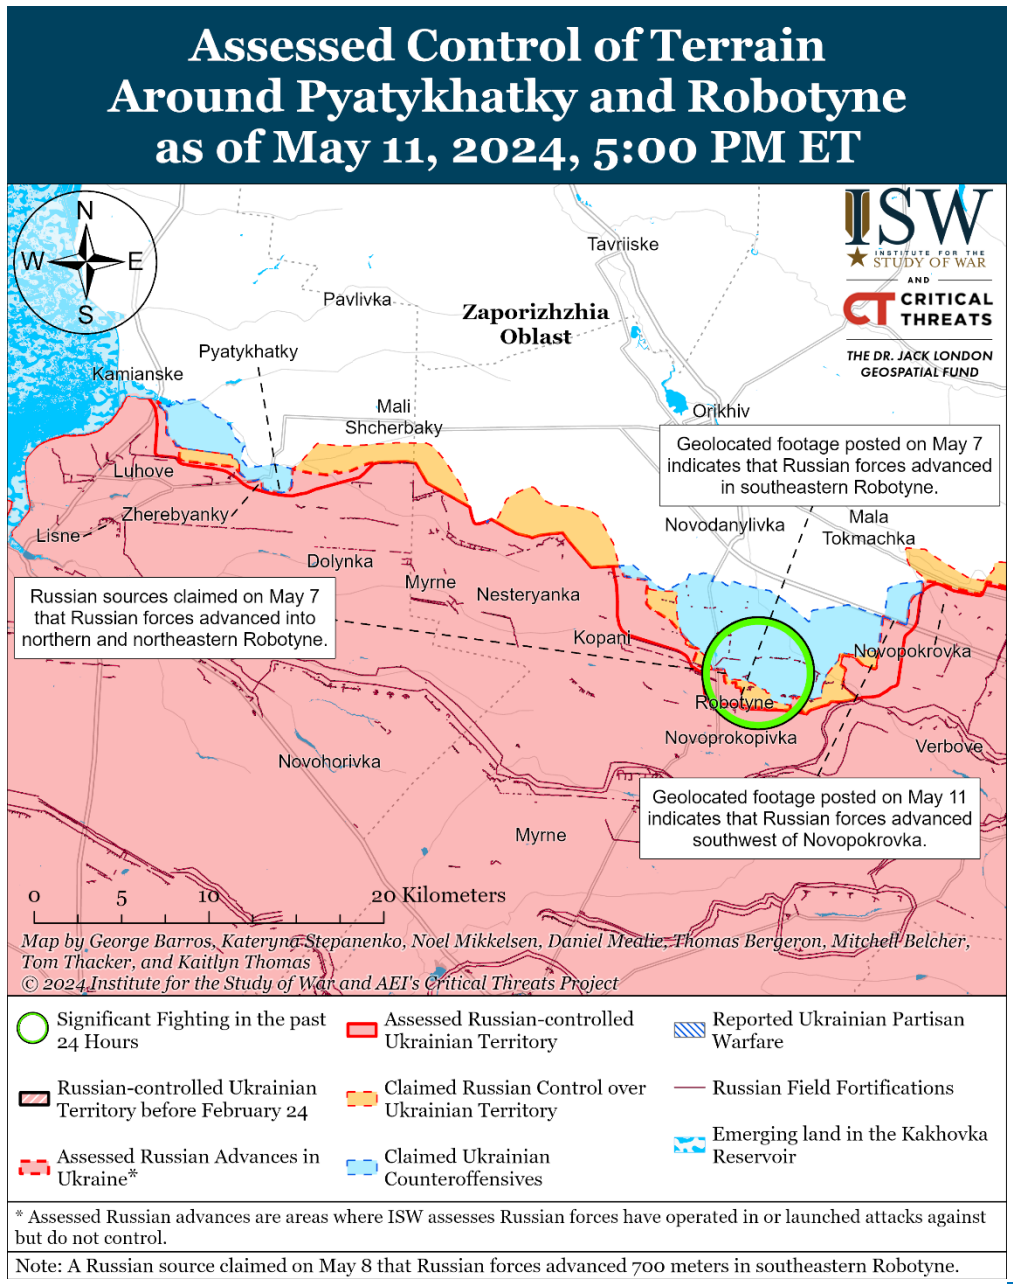 Assessed Control of Terrain
Around Pyatykhatky and Robotyne
as of May 11, 2024, 5:00 PM ET
N
W
E
S
ISW
INSTITUTE FOR THE
STUDY OF WAR
AND
CT CRITICAL
THREATS
THE DR. JACK LONDON
GEOSPATIAL FUND
Tavriiske
Pavlivka
Zaporizhzhia
Oblast
Pyatykhatky
Kamianske
Mali
Shcherbaky
Orikhiv
Geolocated footage posted on May 7
indicates that Russian forces advanced
in southeastern Robotyne.
Luhove
Zherebyanky
Lisne
Novodanylivka
Mala
Tokmachka
Dolynka
Myrne
Nesteryanka
Russian sources claimed on May 7
that Russian forces advanced into
northern and northeastern Robotyne.
Kopani
Novopokrovka
Robotyne
Novoprokopivka
Verbove
Novohorivka
Geolocated footage posted on May 11
indicates that Russian forces advanced
southwest of Novopokrovka.
Myrne
0 5 10 20 Kilometers
Map by George Barros, Kateryna Stepanenko, Noel Mikkelsen, Daniel Mealie, Thomas Bergeron, Mitchell Belcher,
Tom Thacker, and Kaitlyn Thomas
© 2024 Institute for the Study of War and AEI's Critical Threats Project
Significant Fighting in the past
24 Hours
Russian-controlled Ukrainian
Territory before February 24
Assessed Russian Advances in
Ukraine*
Assessed Russian-controlled
Ukrainian Territory
Claimed Russian Control over
Ukrainian Territory
Claimed Ukrainian
Counteroffensives
Reported Ukrainian Partisan
Warfare
Russian Field Fortifications
Emerging land in the Kakhovka
Reservoir
* Assessed Russian advances are areas where ISW assesses Russian forces have operated in or launched attacks against
but do not control.
Note: A Russian source claimed on May 8 that Russian forces advanced 700 meters in southeastern Robotyne.